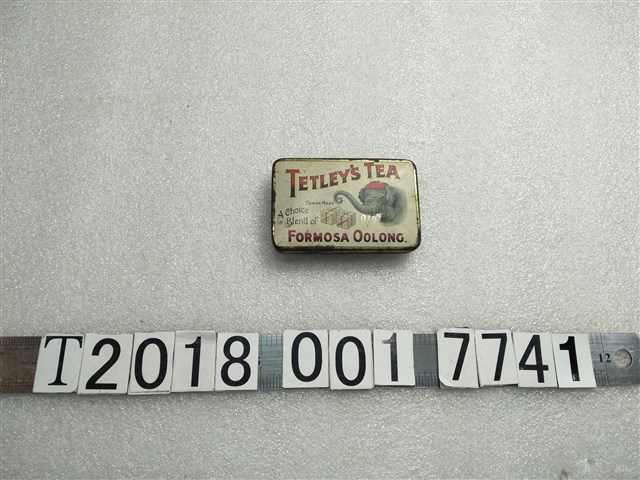 TETLEY'S TEA
TRADE MARK
A Choice
Blend of
FORMOSA OOLONG.
T2018 001 7741
12